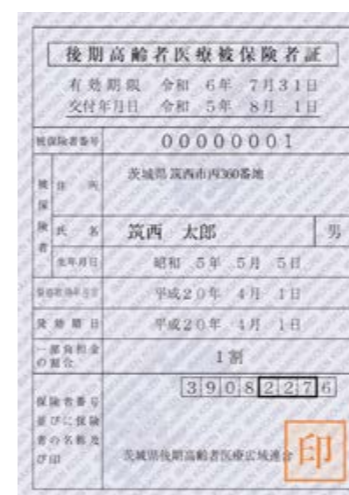 後期高齢者医療被保険者証
有効期限 令和 6年 7月31日
交付年月日 令和 5年 8月 1日
被保険者番号 00000001
被保険者
住所 茨城県 筑西市丙360番地
氏名 筑西 太郎 男
生年月日 昭和 5年 5月 5日
資格取得年月日 平成20年 4月 1日
発効期日 平成20年 4月 1日
一部負担金の割合 1割
保険者番号並びに保険者の名称及び印
39082276
茨城県後期高齢者医療広域連合
印